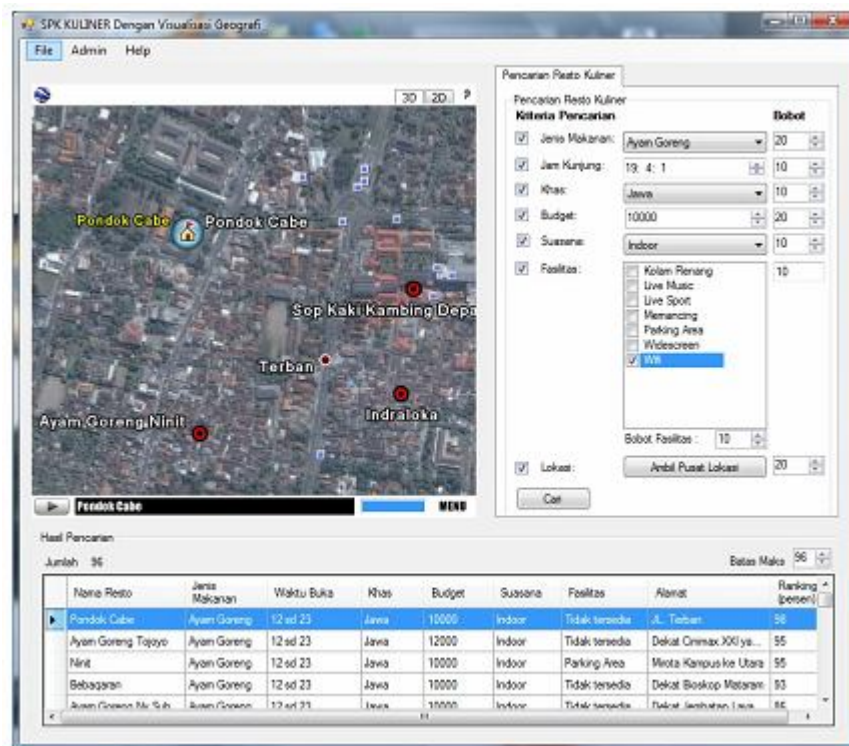 SPK KULINER Dengan Visualisasi Geografi
File Admin Help
3D 2D ?
Pondok Cabe Pondok Cabe
Sop Kaki Kambing Depa
Terban
Indraloka
Ayam Goreng Ninit
Pondok Cabe MENU
Pencarian Resto Kuliner
Pencarian Resto Kuliner
Kriteria Pencarian Bobot
Jenis Makanan: Ayam Goreng 20
Jam Kunjung: 19: 4: 1 10
Khas: Jawa 10
Budget: 10000 20
Suasana: Indoor 10
Fasilitas: 10
Kolam Renang
Live Music
Live Sport
Memancing
Parking Area
Widescreen
Wifi
Bobot Fasilitas : 10
Lokasi: Ambil Pusat Lokasi 20
Cari
Hasil Pencarian
Jumlah 96 Batas Maks 96
Nama Resto Jenis Makanan Waktu Buka Khas Budget Suasana Fasilitas Alamat Ranking (persen)
Pondok Cabe Ayam Goreng 12 sd 23 Jawa 10000 Indoor Tidak tersedia JL. Terban 98
Ayam Goreng Tojoyo Ayam Goreng 12 sd 23 Jawa 12000 Indoor Tidak tersedia Dekat Cinmax XXI ya... 95
Ninit Ayam Goreng 12 sd 23 Jawa 10000 Indoor Parking Area Mirota Kampus ke Utara 95
Bebagaran Ayam Goreng 12 sd 23 Jawa 10000 Indoor Tidak tersedia Dekat Bioskop Mataram 93
Ayam Goreng Ny Sub Ayam Goreng 12 sd 23 Jawa 10000 Indoor Tidak tersedia Dekat Jembatan